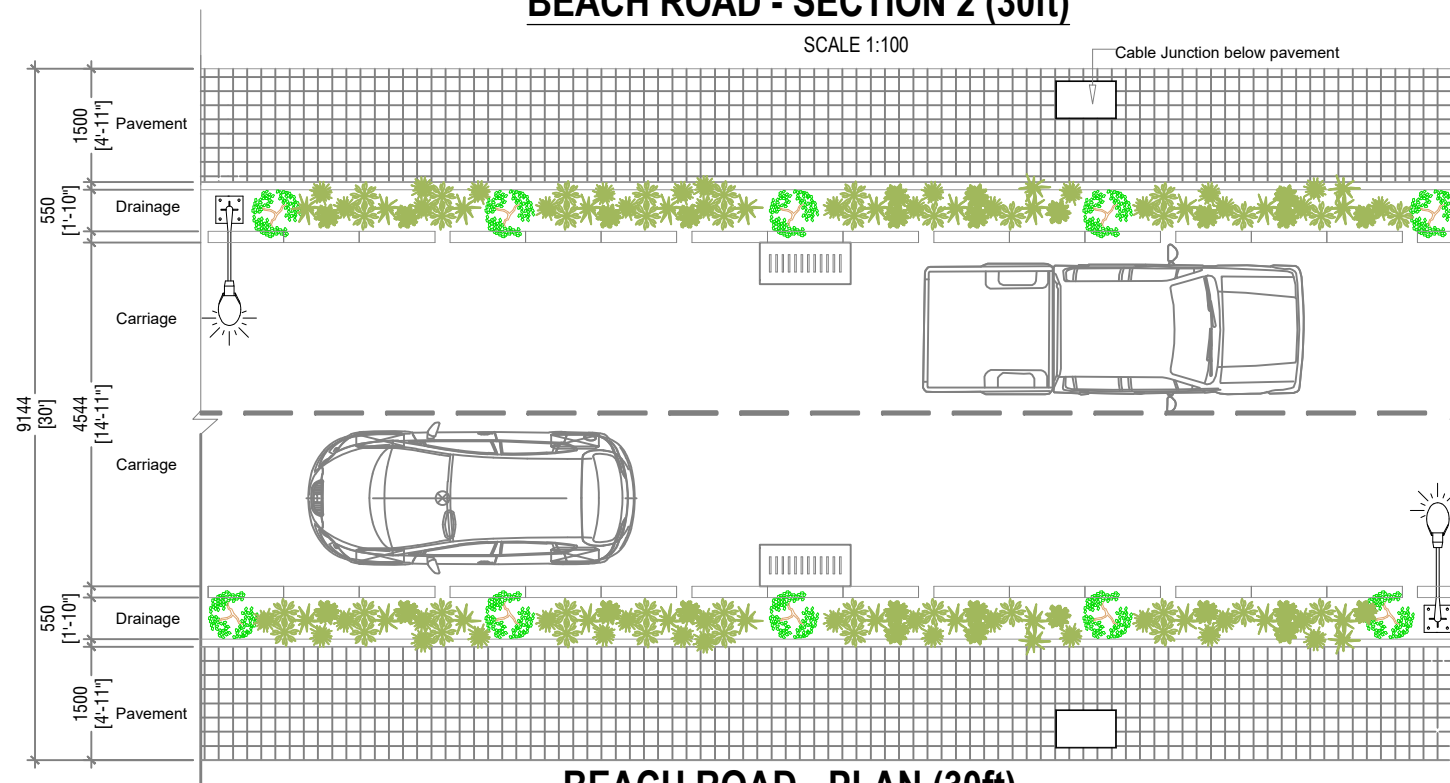 BEACH ROAD - SECTION 2 (30ft)
SCALE 1:100
Cable Junction below pavement
1500
[4'-11"]
Pavement
550
[1'-10"]
Drainage
Carriage
9144
[30']
4544
[14'-11"]
Carriage
550
[1'-10"]
Drainage
1500
[4'-11"]
Pavement
BEACH ROAD - PLAN (30ft)